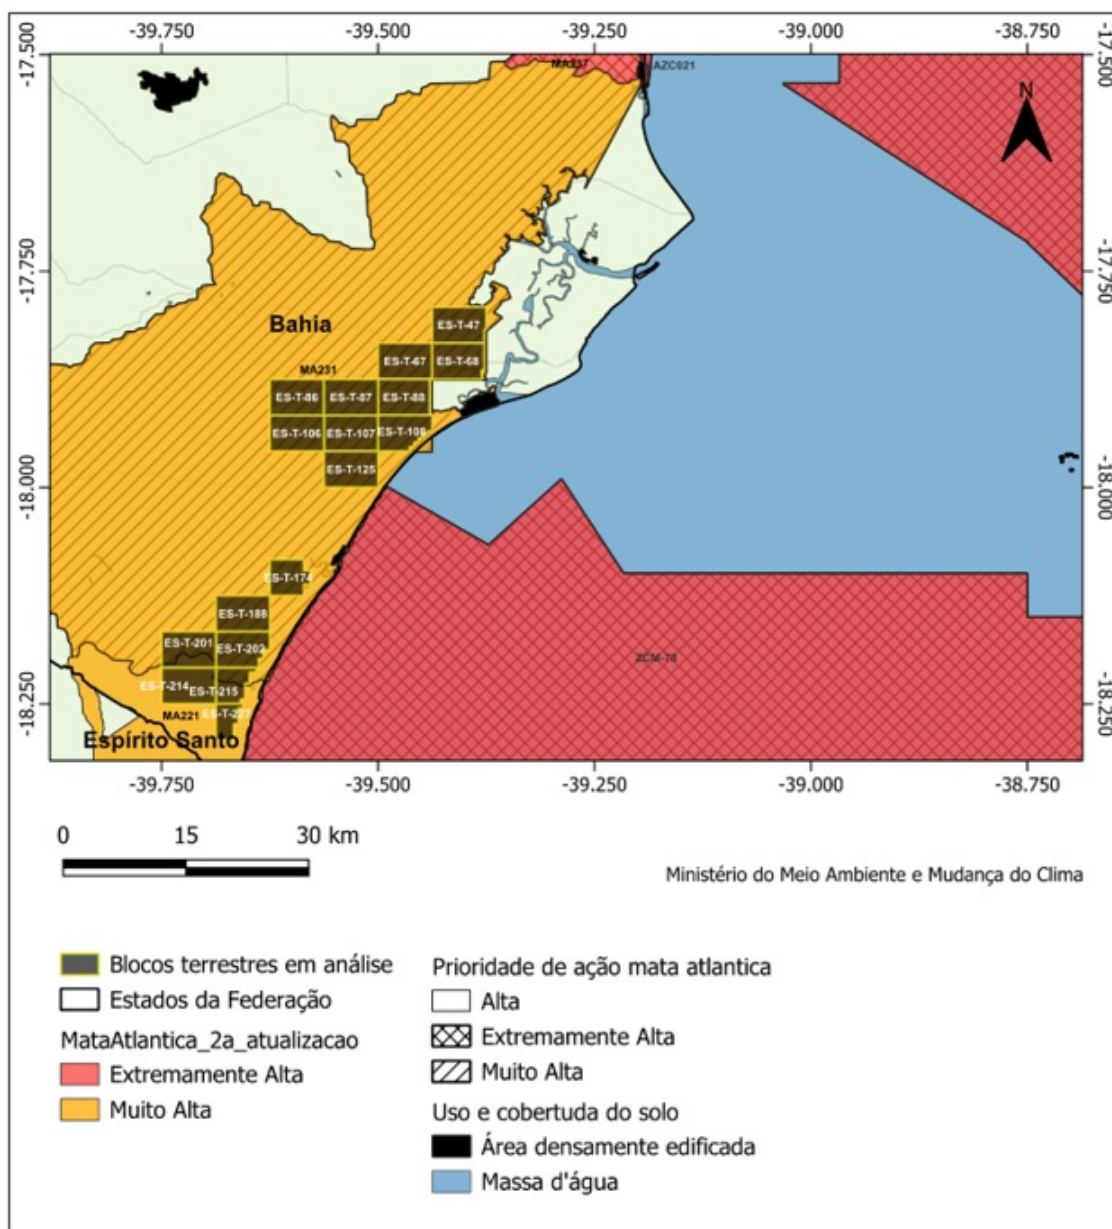 -39.750 -39.500 -39.250 -39.000 -38.750
-17.500 -17.500
MA237 AZC021
N
-17.750 -17.750
Bahia
ES-T-47
ES-T-67 ES-T-68
MA231
ES-T-86 ES-T-87 ES-T-88
ES-T-106 ES-T-107 ES-T-108
ES-T-125
-18.000 -18.000
ES-T-174
ES-T-188
ES-T-201 ES-T-202
ZCM-78
ES-T-214 ES-T-215
-18.250 -18.250
MA221 ES-T-227
Espírito Santo
-39.750 -39.500 -39.250 -39.000 -38.750
0 15 30 km
Ministério do Meio Ambiente e Mudança do Clima
Blocos terrestres em análise
Estados da Federação
MataAtlantica_2a_atualizacao
Extremamente Alta
Muito Alta
Prioridade de ação mata atlantica
Alta
Extremamente Alta
Muito Alta
Uso e cobertuda do solo
Área densamente edificada
Massa d'água